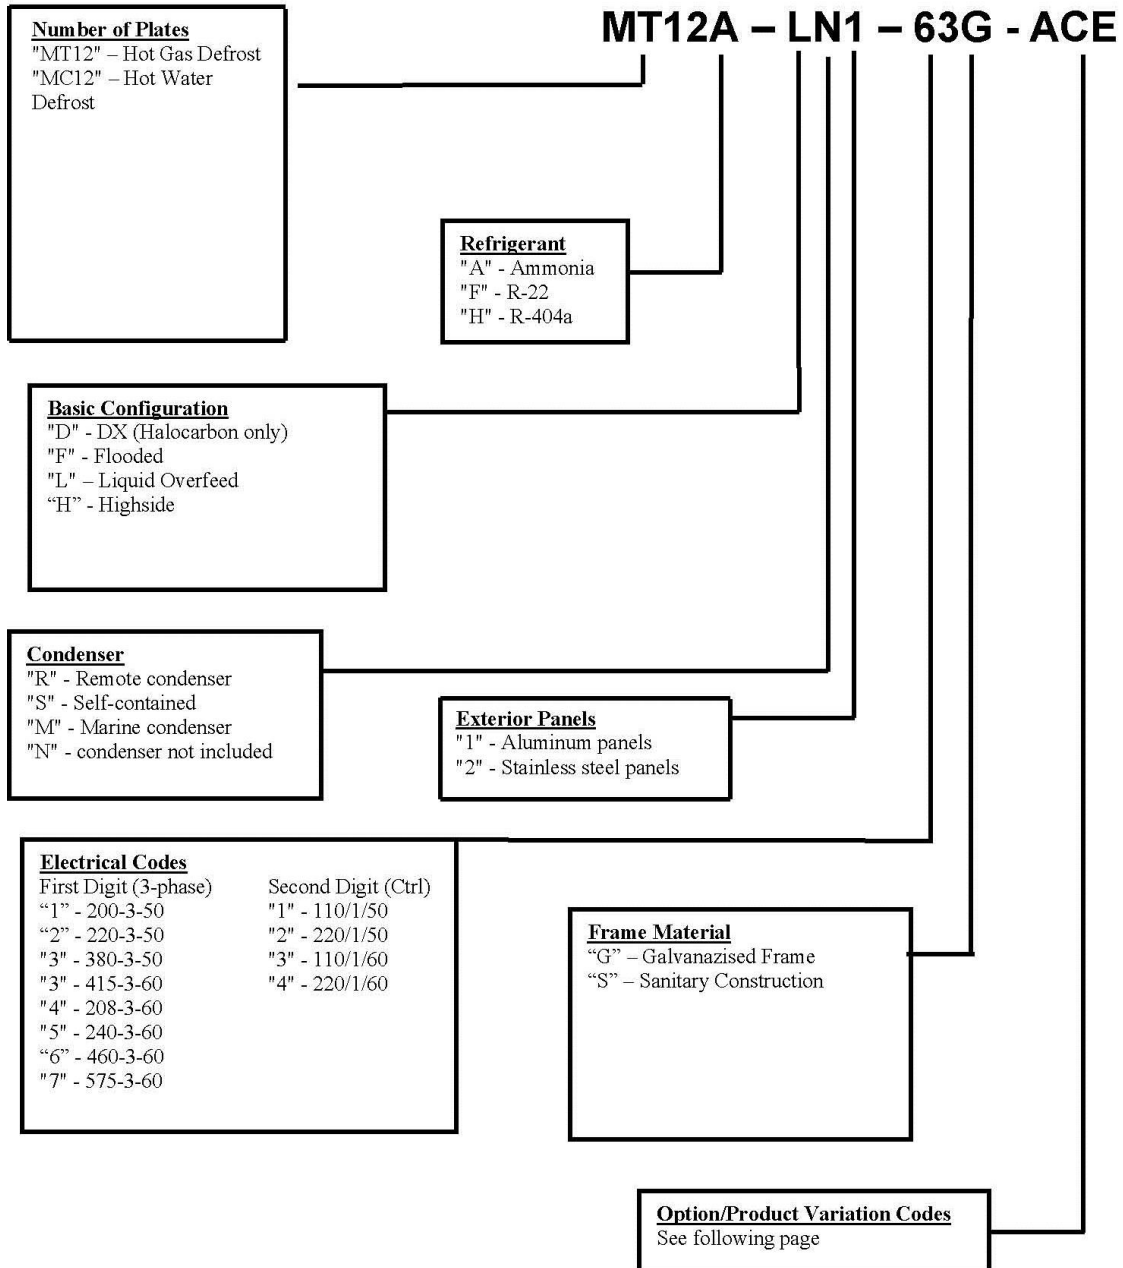 MT12A – LN1 – 63G - ACE
Number of Plates
"MT12" – Hot Gas Defrost
"MC12" – Hot Water
Defrost
Refrigerant
"A" - Ammonia
"F" - R-22
"H" - R-404a
Basic Configuration
"D" - DX (Halocarbon only)
"F" - Flooded
"L" – Liquid Overfeed
“H” - Highside
Condenser
"R" - Remote condenser
"S" - Self-contained
"M" - Marine condenser
"N" - condenser not included
Exterior Panels
"1" - Aluminum panels
"2" - Stainless steel panels
Electrical Codes
First Digit (3-phase) Second Digit (Ctrl)
“1” - 200-3-50 "1" - 110/1/50
“2” - 220-3-50 "2" - 220/1/50
"3" - 380-3-50 "3" - 110/1/60
"3" - 415-3-60 "4" - 220/1/60
"4" - 208-3-60
"5" - 240-3-60
“6” - 460-3-60
"7" - 575-3-60
Frame Material
“G” – Galvanazised Frame
“S” – Sanitary Construction
Option/Product Variation Codes
See following page